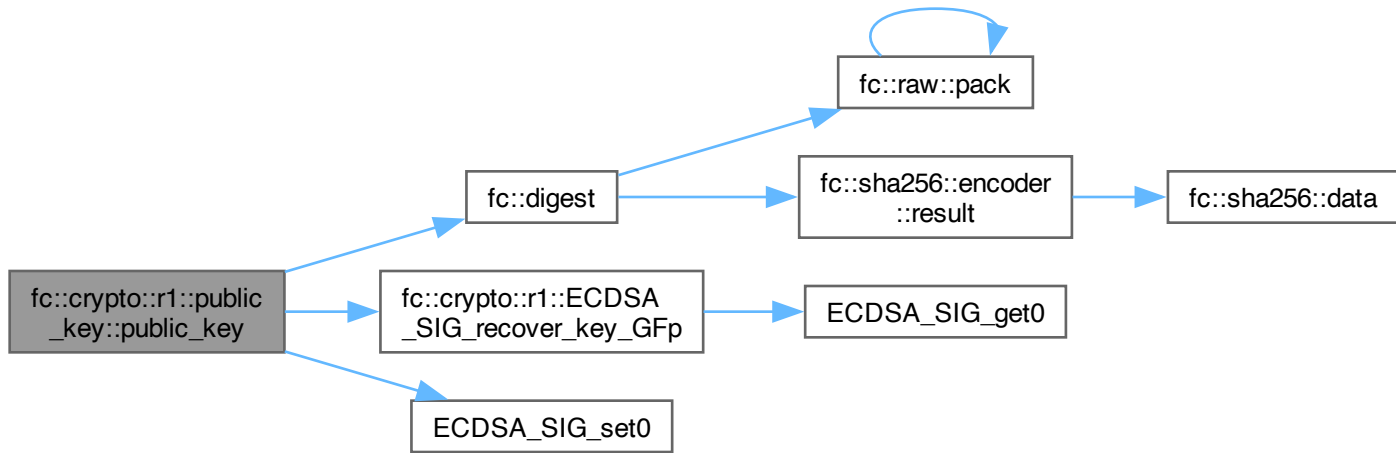 fc::raw::pack
fc::digest
fc::sha256::encoder
::result
fc::sha256::data
fc::crypto::r1::public
_key::public_key
fc::crypto::r1::ECDSA
_SIG_recover_key_GFp
ECDSA_SIG_get0
ECDSA_SIG_set0